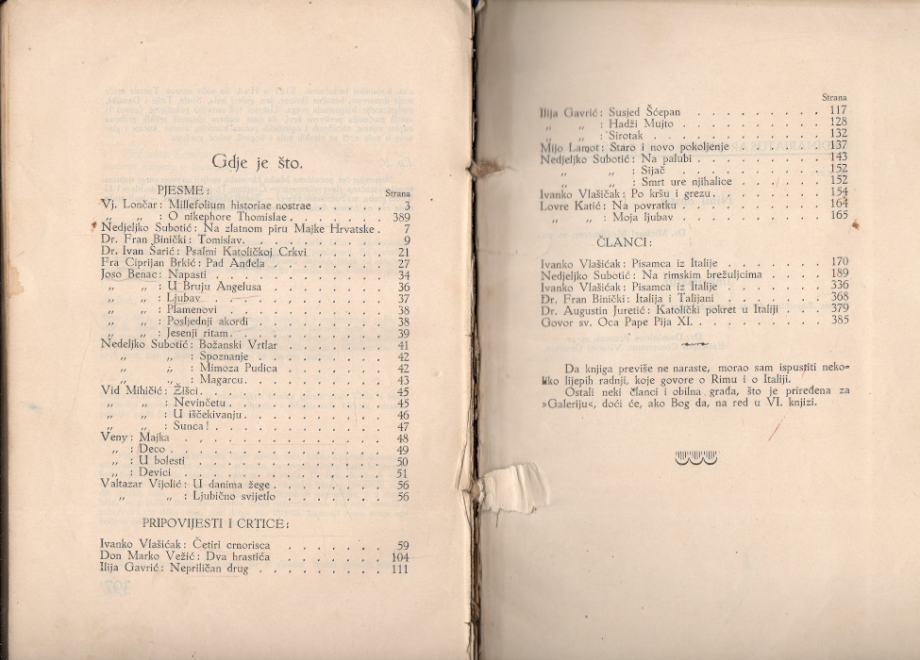 Gdje je što.
PJESME:
Strana
Vj. Lončar: Millefolium historiae nostrae . . . . . . . 3
„ „ : O nikephore Thomislae . . . . . . . . 389
Nedjeljko Subotić: Na zlatnom piru Majke Hrvatske . 7
Dr. Fran Binički: Tomislav. . . . . . . . . . . 9
Dr. Ivan Šarić: Psalmi Katoličkoj Crkvi . . . . . . . 21
Fra Ciprijan Brkić: Pad Anđela . . . . . . . . . 27
Joso Benac: Napasti . . . . . . . . . . . . 34
„ „ : U Bruju Angelusa . . . . . . . . . 36
„ „ : Ljubav . . . . . . . . . . . . 37
„ „ : Plamenovi . . . . . . . . . . . 38
„ „ : Posljednji akordi . . . . . . . . . 38
„ „ : Jesenji ritam . . . . . . . . . . 39
Nedeljko Subotić: Božanski Vrtlar . . . . . . . . 41
„ „ : Spoznanje . . . . . . . . . 42
„ „ : Mimoza Pudica . . . . . . . 42
„ „ : Magarcu . . . . . . . . . . 43
Vid Mihičić: Žišci . . . . . . . . . . . . . 45
„ „ : Nevinčetu . . . . . . . . . . . 45
„ „ : U iščekivanju . . . . . . . . . . 46
„ „ : Sunca! . . . . . . . . . . . . 47
Veny: Majka . . . . . . . . . . . . . . 48
„ : Deco . . . . . . . . . . . . . . 49
„ : U bolesti . . . . . . . . . . . . 50
„ : Devici . . . . . . . . . . . . . 51
Valtazar Vijolić: U danima žege . . . . . . . . . 56
„ „ : Ljubično svijetlo . . . . . . . . 56
PRIPOVIJESTI I CRTICE:
Ivanko Vlašićak: Četiri crnorisca . . . . . . . . 59
Don Marko Vežić: Dva hrastića . . . . . . . . . 104
Ilija Gavrić: Nepriličan drug . . . . . . . . . . 111
Strana
Ilija Gavrić: Susjed Šćepan . . . . . . . . . . 117
„ „ : Hadži Mujto . . . . . . . . . . 128
„ „ : Sirotak . . . . . . . . . . . . 132
Mijo Lamot: Staro i novo pokoljenje . . . . . . . 137
Nedjeljko Subotić: Na palubi . . . . . . . . . . 143
„ „ : Sijač . . . . . . . . . . . 152
„ „ : Smrt ure njihalice . . . . . . 152
Ivanko Vlašičak: Po kršu i grezu . . . . . . . . . 154
Lovre Katić: Na povratku . . . . . . . . . . . 164
„ „ : Moja ljubav . . . . . . . . . . 165
ČLANCI:
Ivanko Vlašićak: Pisamca iz Italije . . . . . . . . 170
Nedjeljko Subotić: Na rimskim brežuljcima . . . . . . 189
Ivanko Vlašićak: Pisamca iz Italije . . . . . . . . 336
Dr. Fran Binički: Italija i Talijani . . . . . . . . 368
Dr. Augustin Juretić: Katolički pokret u Italiji . . . . 379
Govor sv. Oca Pape Pija XI. . . . . . . . . . . 385
Da knjiga previše ne naraste, morao sam ispustiti neko-
liko lijepih radnji, koje govore o Rimu i o Italiji.
Ostali neki članci i obilna građa, što je priređena za
»Galeriju«, doći će, ako Bog da, na red u VI. knjizi.